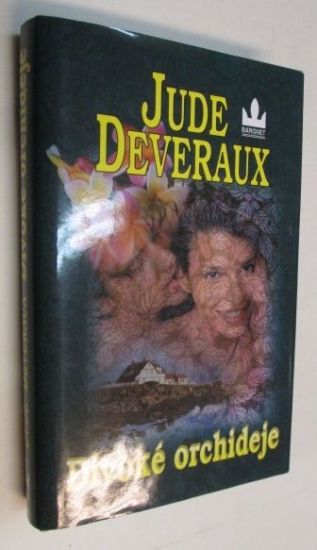 JUDE
DEVERAUX
BARONET
Divoké orchideje